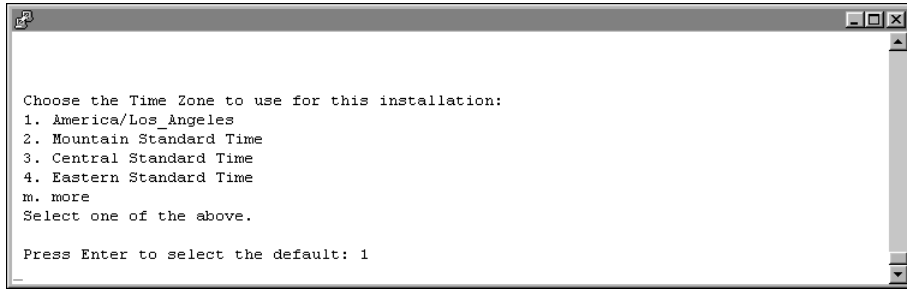 Choose the Time Zone to use for this installation:
1. America/Los_Angeles
2. Mountain Standard Time
3. Central Standard Time
4. Eastern Standard Time
m. more
Select one of the above.
Press Enter to select the default: 1